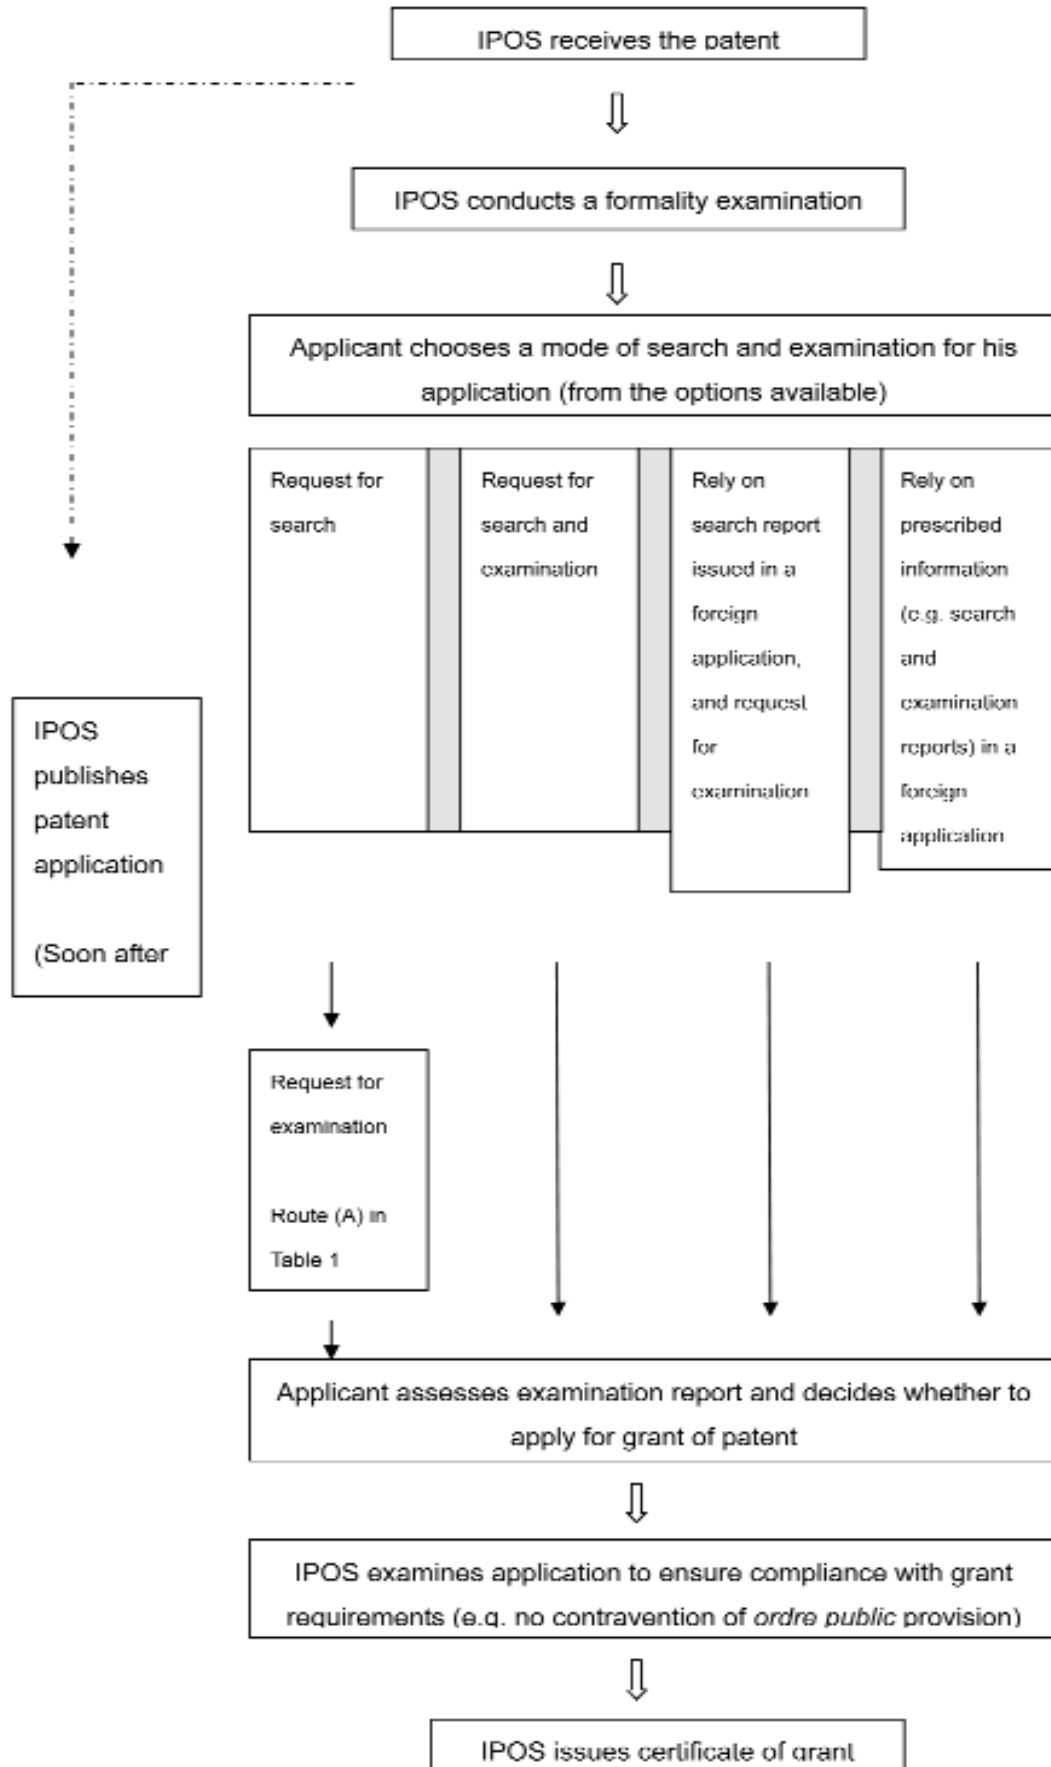 IPOS receives the patent
IPOS conducts a formality examination
Applicant chooses a mode of search and examination for his
application (from the options available)
Request for
search
Request for
search and
examination
Rely on
search report
issued in a
foreign
application,
and request
for
examination
Rely on
prescribed
information
(e.g. search
and
examination
reports) in a
foreign
application
IPOS
publishes
patent
application
(Soon after
Request for
examination
Route (A) in
Table 1
Applicant assesses examination report and decides whether to
apply for grant of patent
IPOS examines application to ensure compliance with grant
requirements (e.g. no contravention of ordre public provision)
IPOS issues certificate of grant